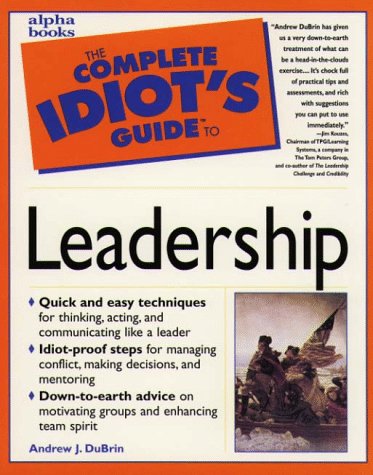 alpha
books
THE
COMPLETE
IDIOT'S
GUIDE™ TO
"Andrew DuBrin has given
us a very down-to-earth
treatment of what can
be a head-in-the-clouds
exercise.... It's chock full
of practical tips and
assessments, and rich
with suggestions
you can put to use
immediately."
—Jim Kouzes,
Chairman of TPG/Learning
Systems, a company in
The Tom Peters Group,
and co-author of The Leadership
Challenge and Credibility
Leadership
♦ Quick and easy techniques
for thinking, acting, and
communicating like a leader
♦ Idiot-proof steps for managing
conflict, making decisions, and
mentoring
♦ Down-to-earth advice on
motivating groups and enhancing
team spirit
Andrew J. DuBrin